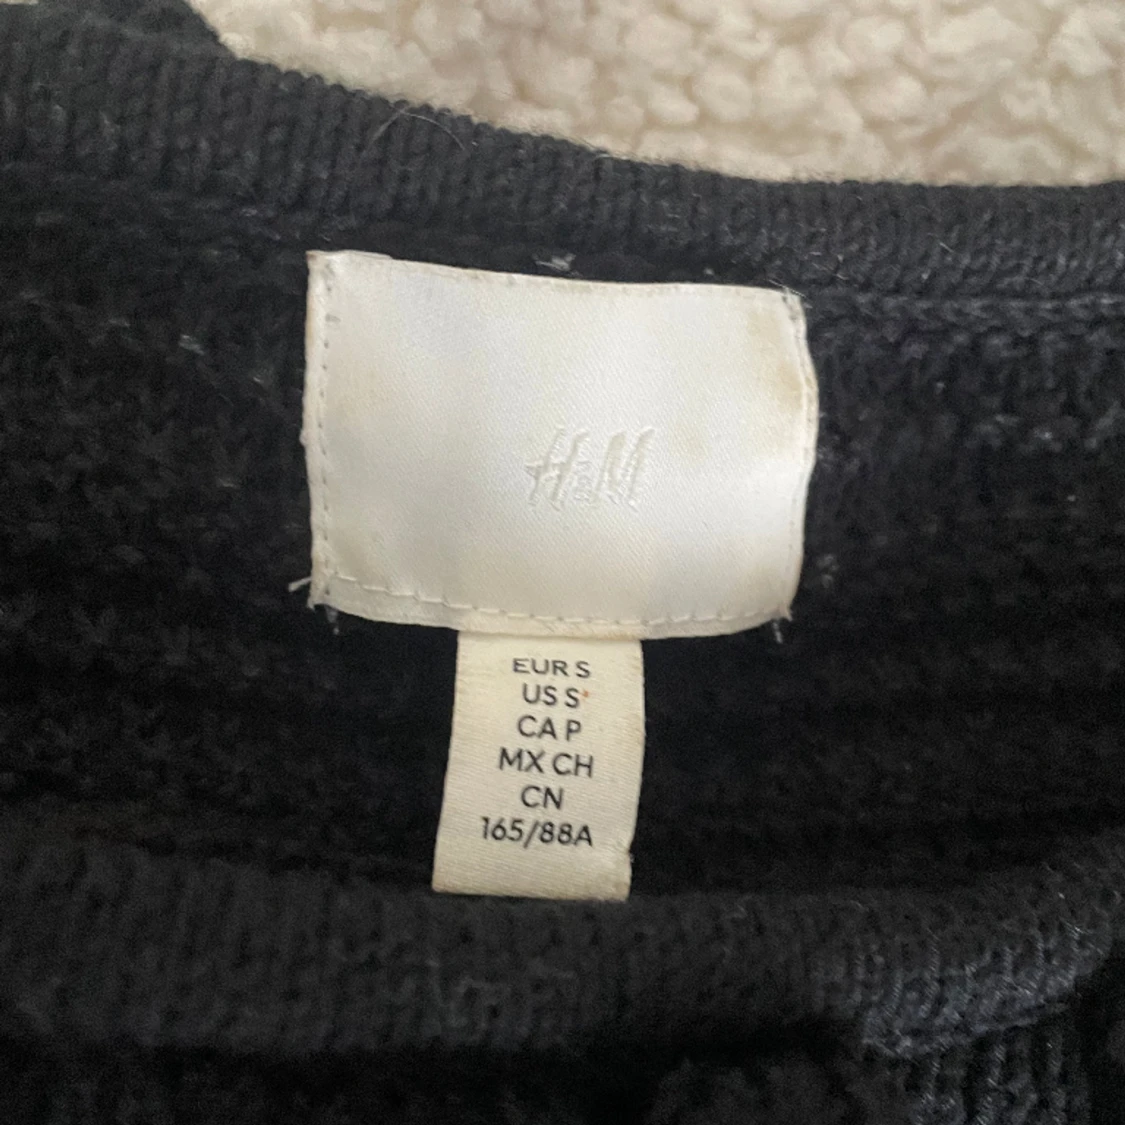 H&M
EUR S
US S
CA P
MX CH
CN
165/88A